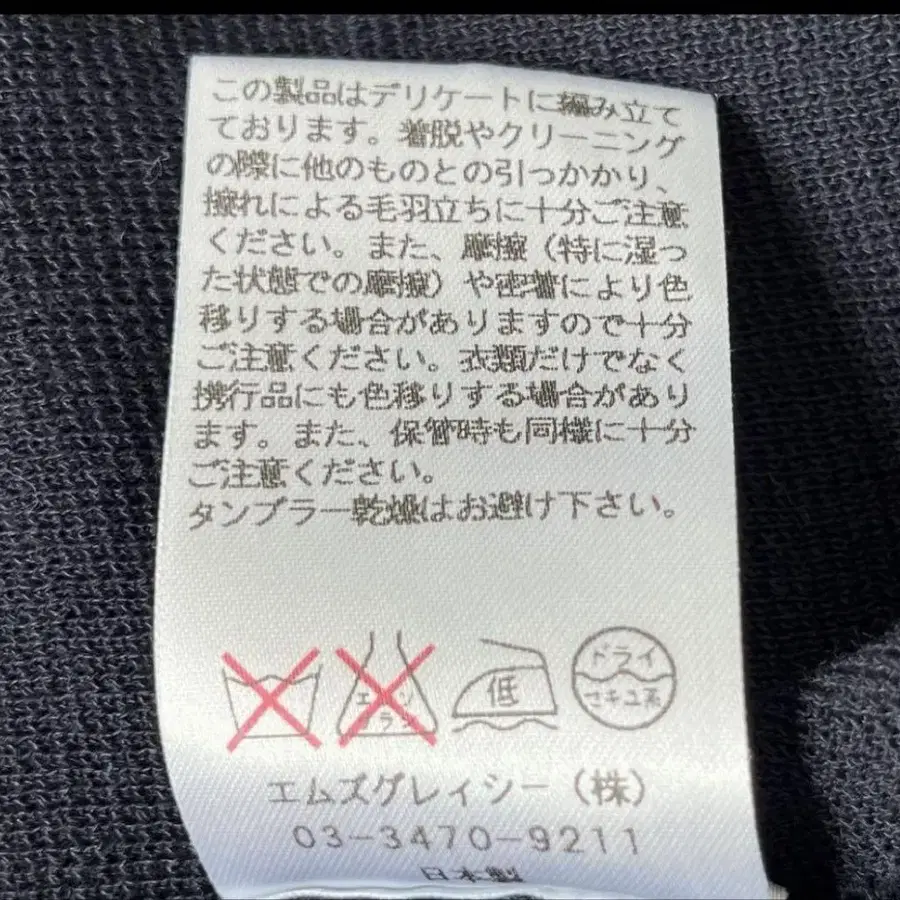 この製品はデリケートに編み立て
ております。着脱やクリーニング
の際に他のものとの引っかかり、
擦れによる毛羽立ちに十分ご注意
ください。また、摩擦（特に湿っ
た状態での摩擦）や密着により色
移りする場合がありますので十分
ご注意ください。衣類だけでなく
携行品にも色移りする場合があり
ます。また、保管時も同様に十分
ご注意ください。
タンブラー乾燥はお避け下さい。
エンソ
サラシ
低
ドライ
セキユ系
エムズグレイシー（株）
03-3470-9211
日本製